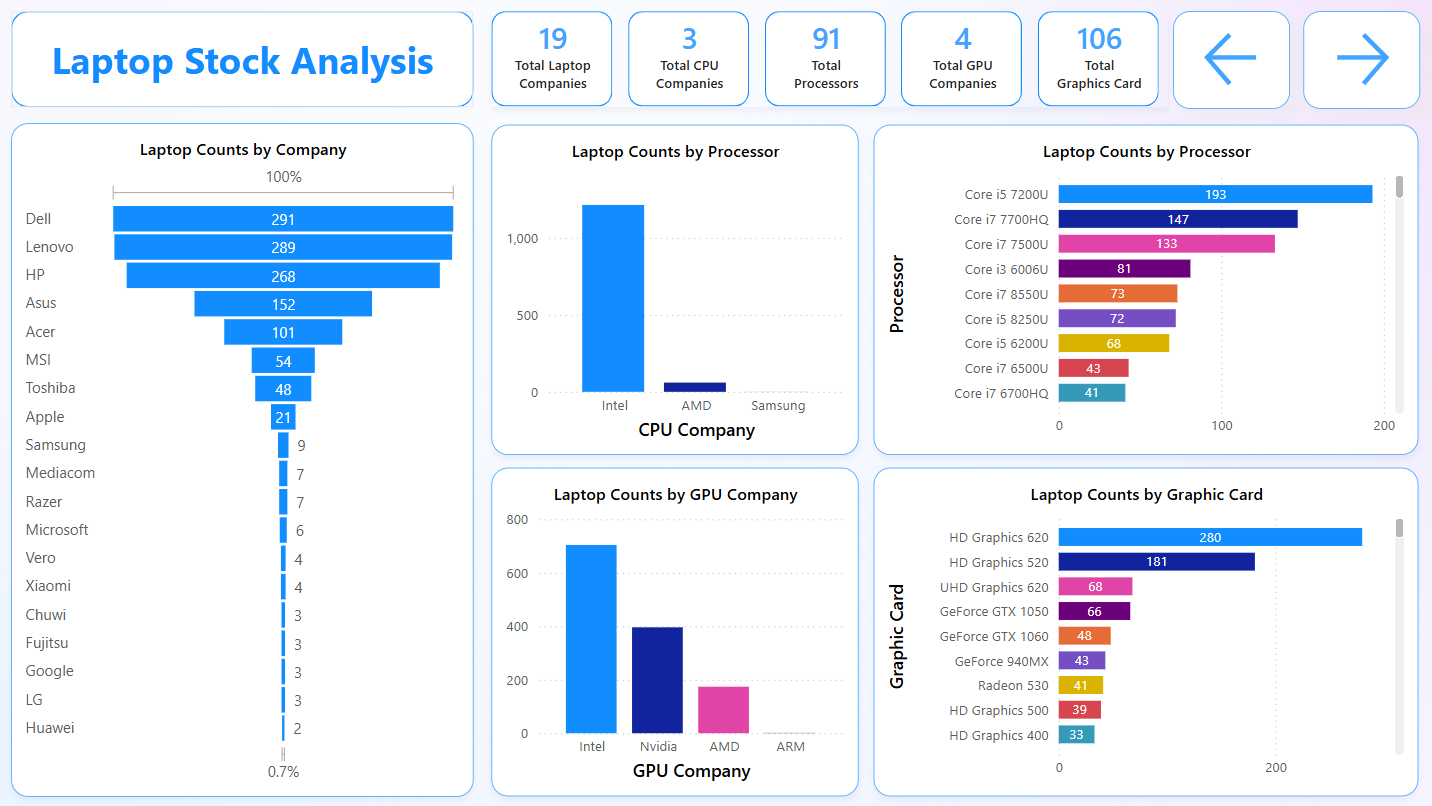 Laptop Stock Analysis
19
Total Laptop
Companies
3
Total CPU
Companies
91
Total
Processors
4
Total GPU
Companies
106
Total
Graphics Card
Laptop Counts by Company
100%
Dell 291
Lenovo 289
HP 268
Asus 152
Acer 101
MSI 54
Toshiba 48
Apple 21
Samsung 9
Mediacom 7
Razer 7
Microsoft 6
Vero 4
Xiaomi 4
Chuwi 3
Fujitsu 3
Google 3
LG 3
Huawei 2
0.7%
Laptop Counts by Processor
1,000
500
0
Intel AMD Samsung
CPU Company
Laptop Counts by Processor
Processor
Core i5 7200U 193
Core i7 7700HQ 147
Core i7 7500U 133
Core i3 6006U 81
Core i7 8550U 73
Core i5 8250U 72
Core i5 6200U 68
Core i7 6500U 43
Core i7 6700HQ 41
0 100 200
Laptop Counts by GPU Company
800
600
400
200
0
Intel Nvidia AMD ARM
GPU Company
Laptop Counts by Graphic Card
Graphic Card
HD Graphics 620 280
HD Graphics 520 181
UHD Graphics 620 68
GeForce GTX 1050 66
GeForce GTX 1060 48
GeForce 940MX 43
Radeon 530 41
HD Graphics 500 39
HD Graphics 400 33
0 200